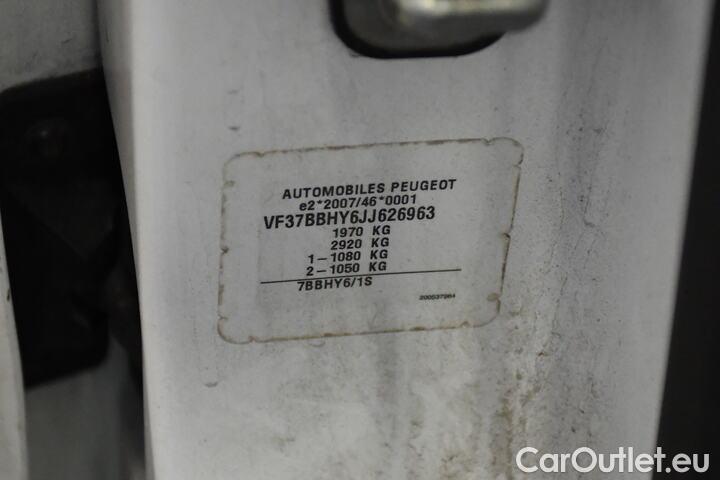 AUTOMOBILES PEUGEOT
e2*2007/46*0001
VF37BBHY6JJ626963
1970 KG
2920 KG
1-1080 KG
2-1050 KG
7BBHY6/1S
200537984
CarOutlet.eu